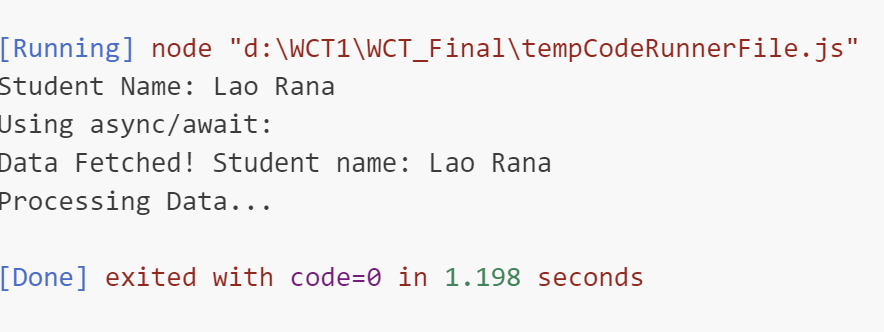 [Running] node "d:\WCT1\WCT_Final\tempCodeRunnerFile.js"
Student Name: Lao Rana
Using async/await:
Data Fetched! Student name: Lao Rana
Processing Data...
[Done] exited with code=0 in 1.198 seconds